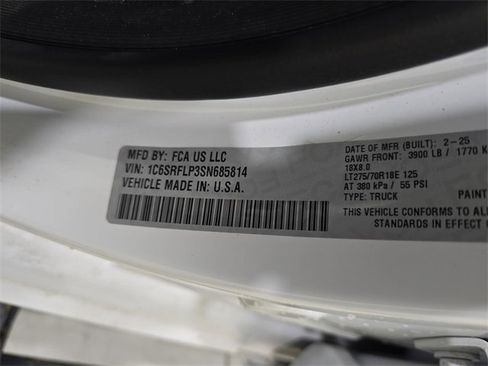 MFD BY: FCA US LLC
VIN: 1C6SRFLP3SN685814
VEHICLE MADE IN: U.S.A.
DATE OF MFR (BUILT): 2-25
GAWR FRONT: 3900 LB / 1770 K
18X8.0
LT275/70R18E 125
AT 380 kPa / 55 PSI
TYPE: TRUCK
THIS VEHICLE CONFORMS TO AL
STANDARDS IN EFFECT